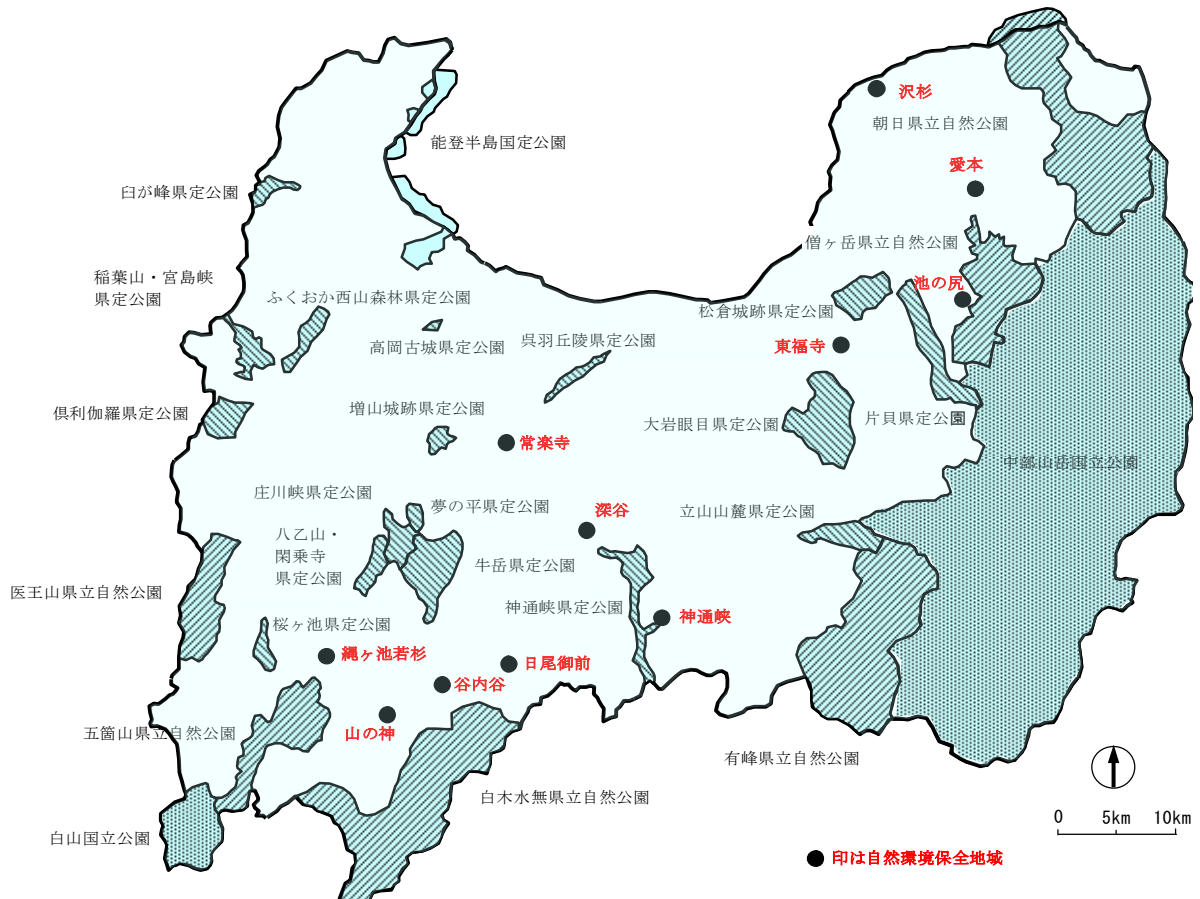 沢杉
朝日県立自然公園
能登半島国定公園
愛本
臼が峰県定公園
僧ヶ岳県立自然公園
稲葉山・宮島峡
県定公園
池の尻
ふくおか西山森林県定公園
松倉城跡県定公園
高岡古城県定公園
呉羽丘陵県定公園
東福寺
倶利伽羅県定公園
増山城跡県定公園
大岩眼目県定公園
片貝県定公園
常楽寺
中部山岳国立公園
庄川峡県定公園
夢の平県定公園
深谷
立山山麓県定公園
八乙山・
閑乗寺
県定公園
牛岳県定公園
医王山県立自然公園
神通峡県定公園
神通峡
桜ヶ池県定公園
縄ヶ池若杉
日尾御前
谷内谷
山の神
五箇山県立自然公園
有峰県立自然公園
白木水無県立自然公園
白山国立公園
0 5km 10km
印は自然環境保全地域